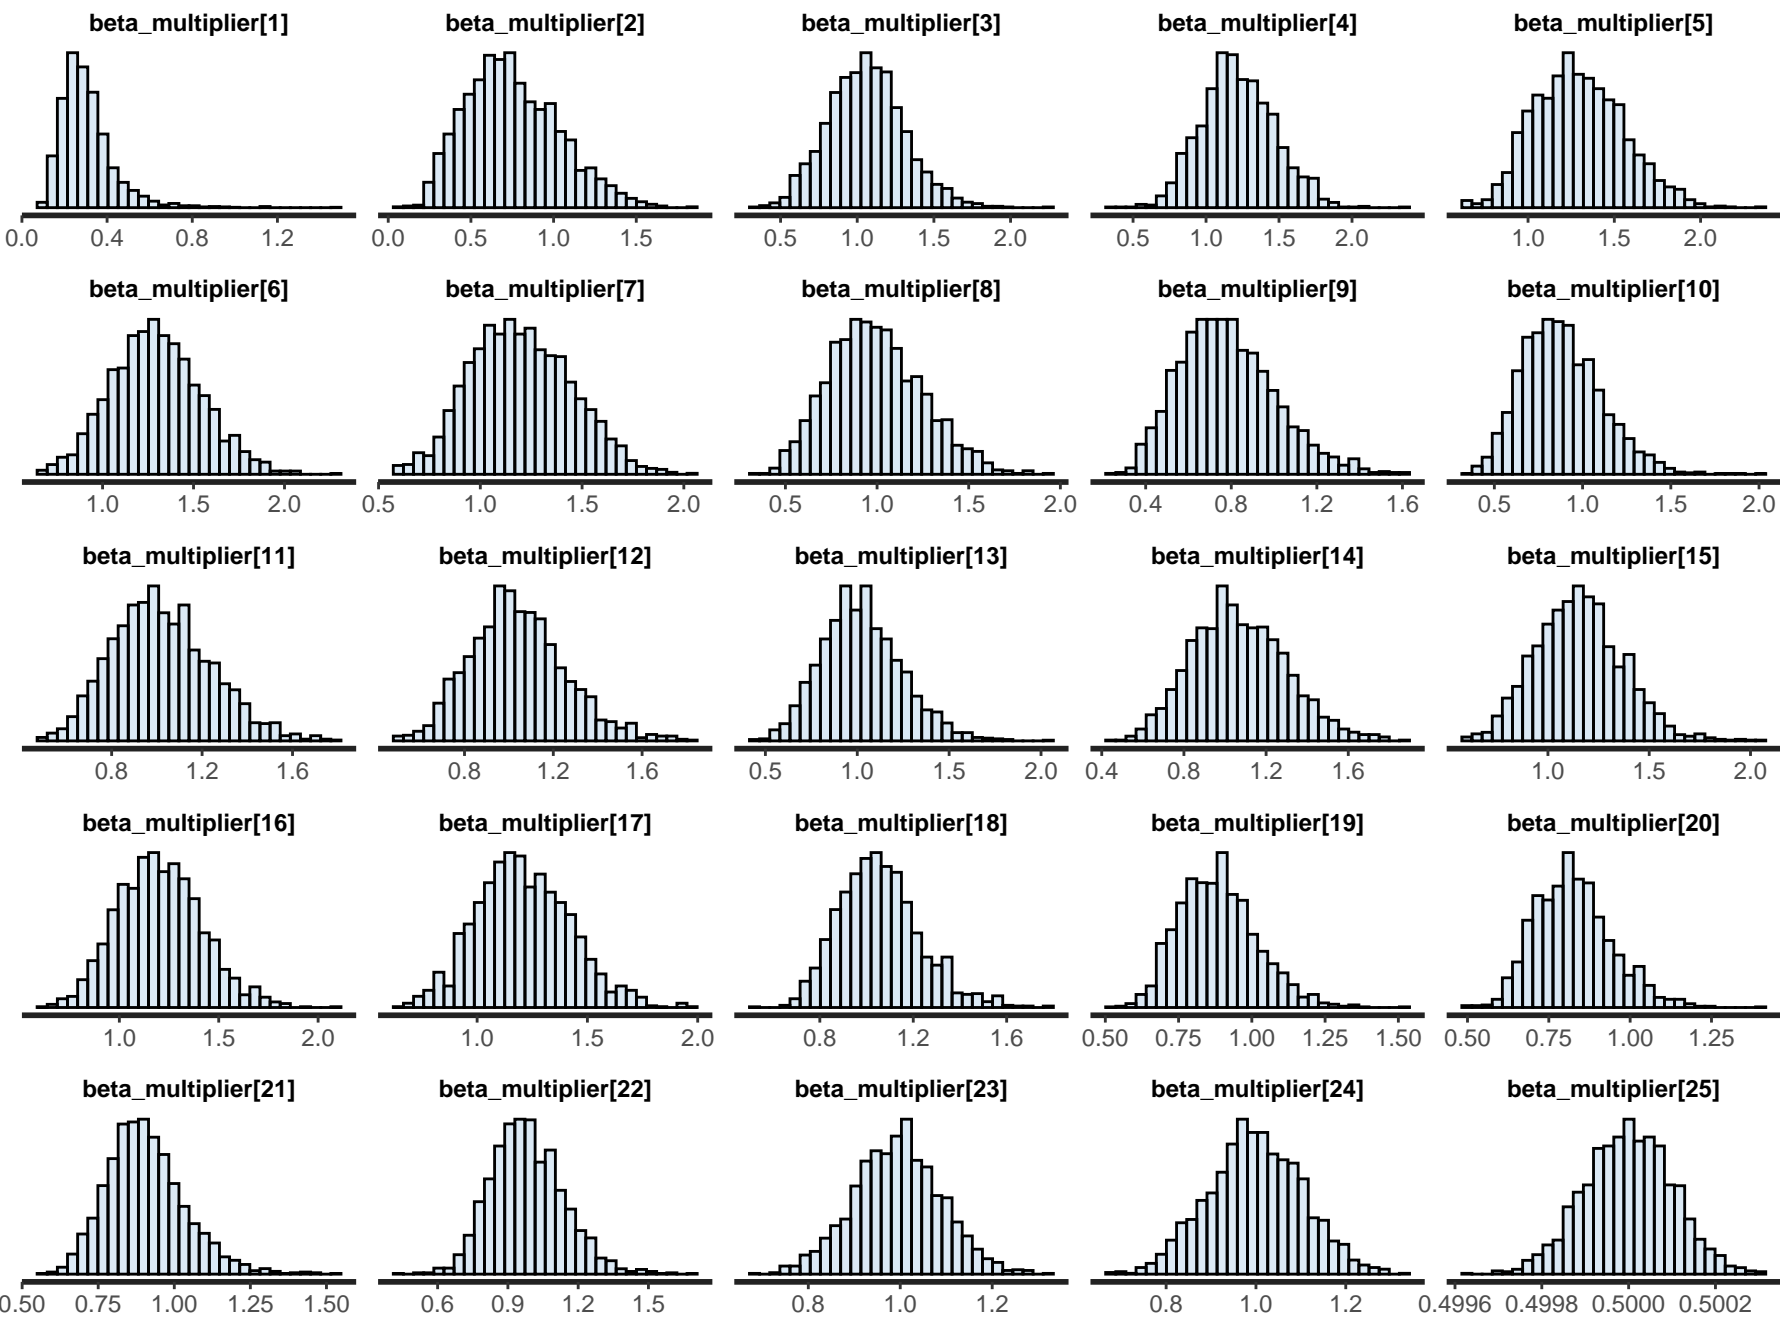 beta_multiplier[1] beta_multiplier[2] beta_multiplier[3] beta_multiplier[4] beta_multiplier[5]
0.0 0.4 0.8 1.2 0.0 0.5 1.0 1.5 0.5 1.0 1.5 2.0 0.5 1.0 1.5 2.0 1.0 1.5 2.0
beta_multiplier[6] beta_multiplier[7] beta_multiplier[8] beta_multiplier[9] beta_multiplier[10]
1.0 1.5 2.0 0.5 1.0 1.5 2.0 0.5 1.0 1.5 2.0 0.4 0.8 1.2 1.6 0.5 1.0 1.5 2.0
beta_multiplier[11] beta_multiplier[12] beta_multiplier[13] beta_multiplier[14] beta_multiplier[15]
0.8 1.2 1.6 0.8 1.2 1.6 0.5 1.0 1.5 2.0 0.4 0.8 1.2 1.6 1.0 1.5 2.0
beta_multiplier[16] beta_multiplier[17] beta_multiplier[18] beta_multiplier[19] beta_multiplier[20]
1.0 1.5 2.0 1.0 1.5 2.0 0.8 1.2 1.6 0.50 0.75 1.00 1.25 1.50 0.50 0.75 1.00 1.25
beta_multiplier[21] beta_multiplier[22] beta_multiplier[23] beta_multiplier[24] beta_multiplier[25]
0.50 0.75 1.00 1.25 1.50 0.6 0.9 1.2 1.5 0.8 1.0 1.2 0.8 1.0 1.2 0.4996 0.4998 0.5000 0.5002